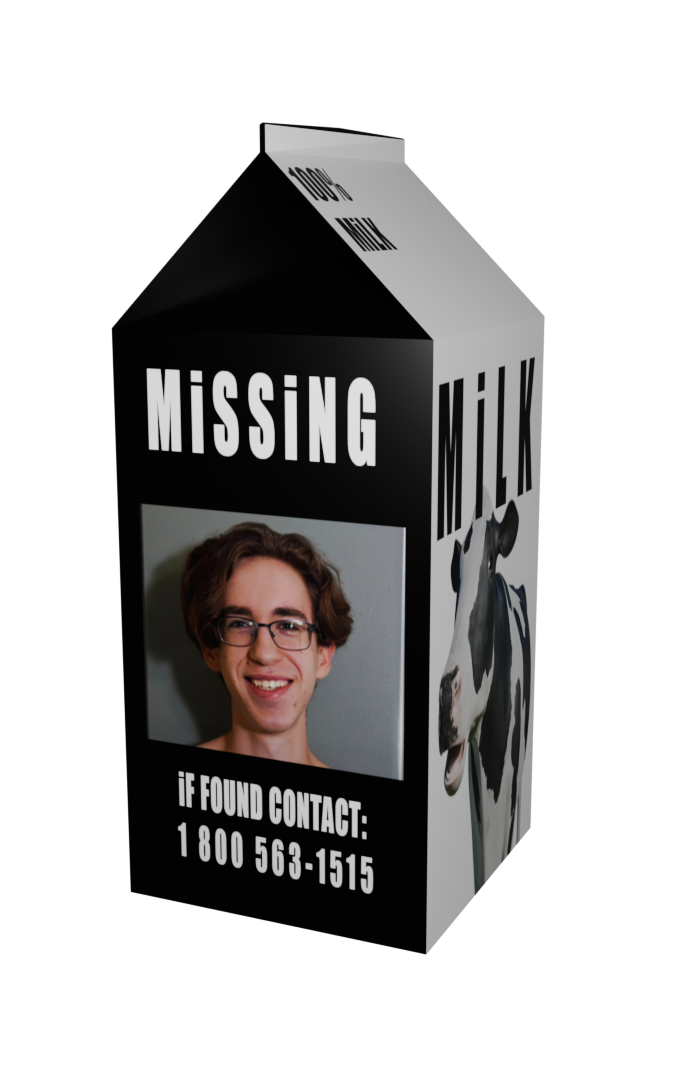 100%
MiLK
MiSSiNG
MiLK
iF FOUND CONTACT:
1 800 563-1515